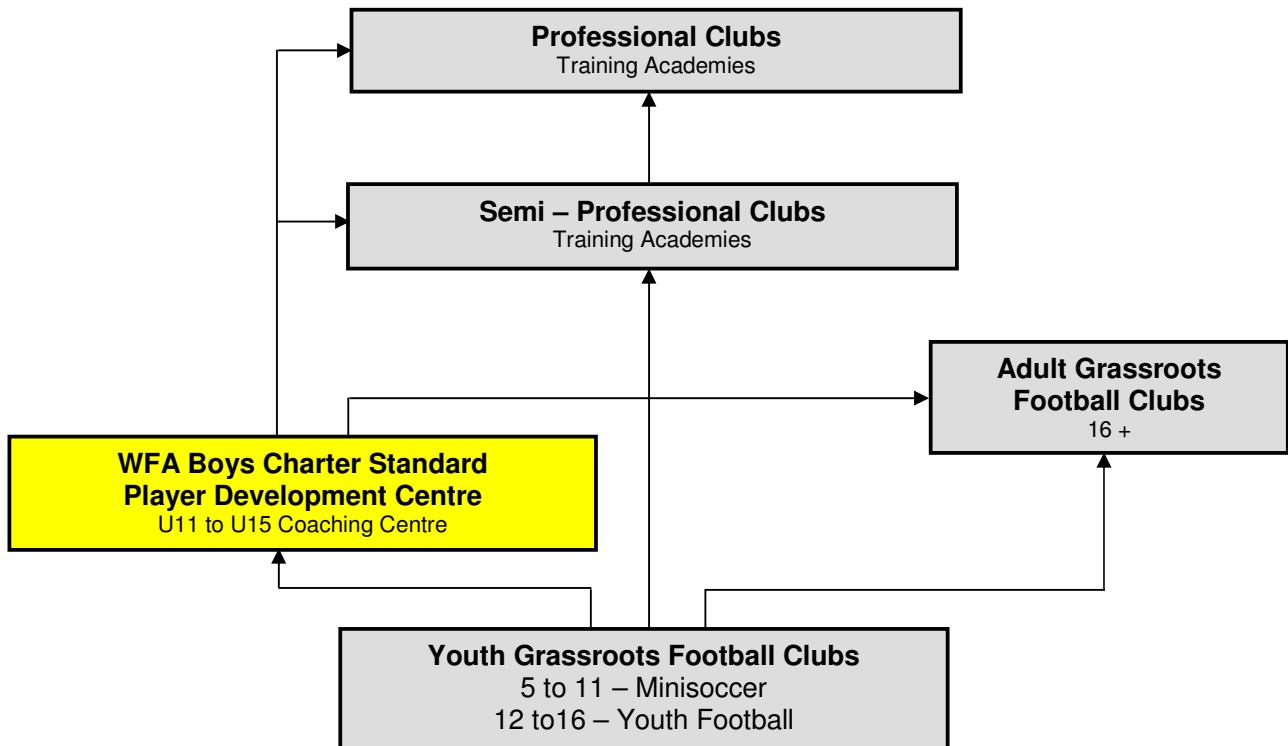 Professional Clubs
Training Academies
Semi – Professional Clubs
Training Academies
Adult Grassroots
Football Clubs
16 +
WFA Boys Charter Standard
Player Development Centre
U11 to U15 Coaching Centre
Youth Grassroots Football Clubs
5 to 11 – Minisoccer
12 to16 – Youth Football